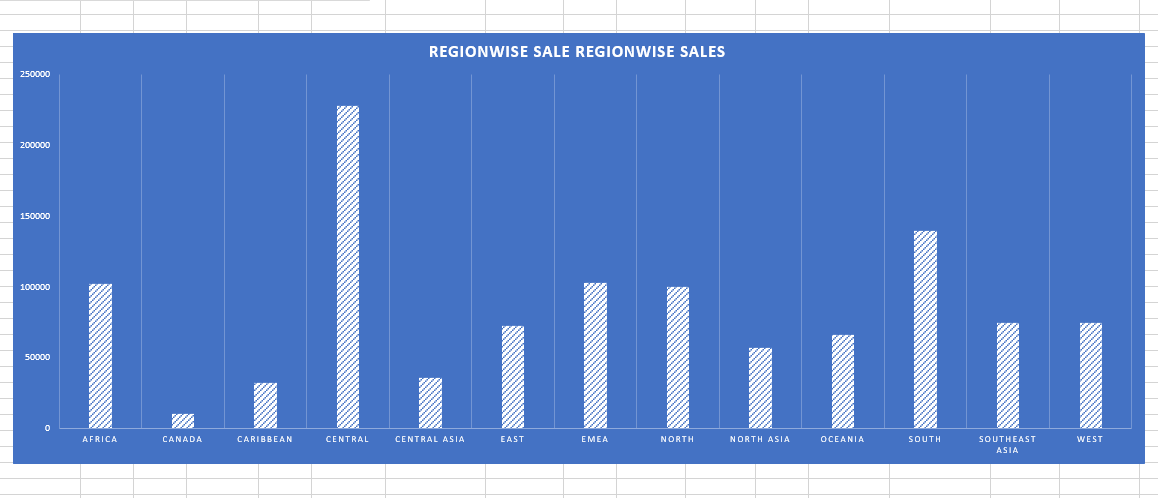 REGIONWISE SALE REGIONWISE SALES
250000
200000
150000
100000
50000
0
AFRICA CANADA CARIBBEAN CENTRAL CENTRAL ASIA EAST EMEA NORTH NORTH ASIA OCEANIA SOUTH SOUTHEAST WEST
ASIA